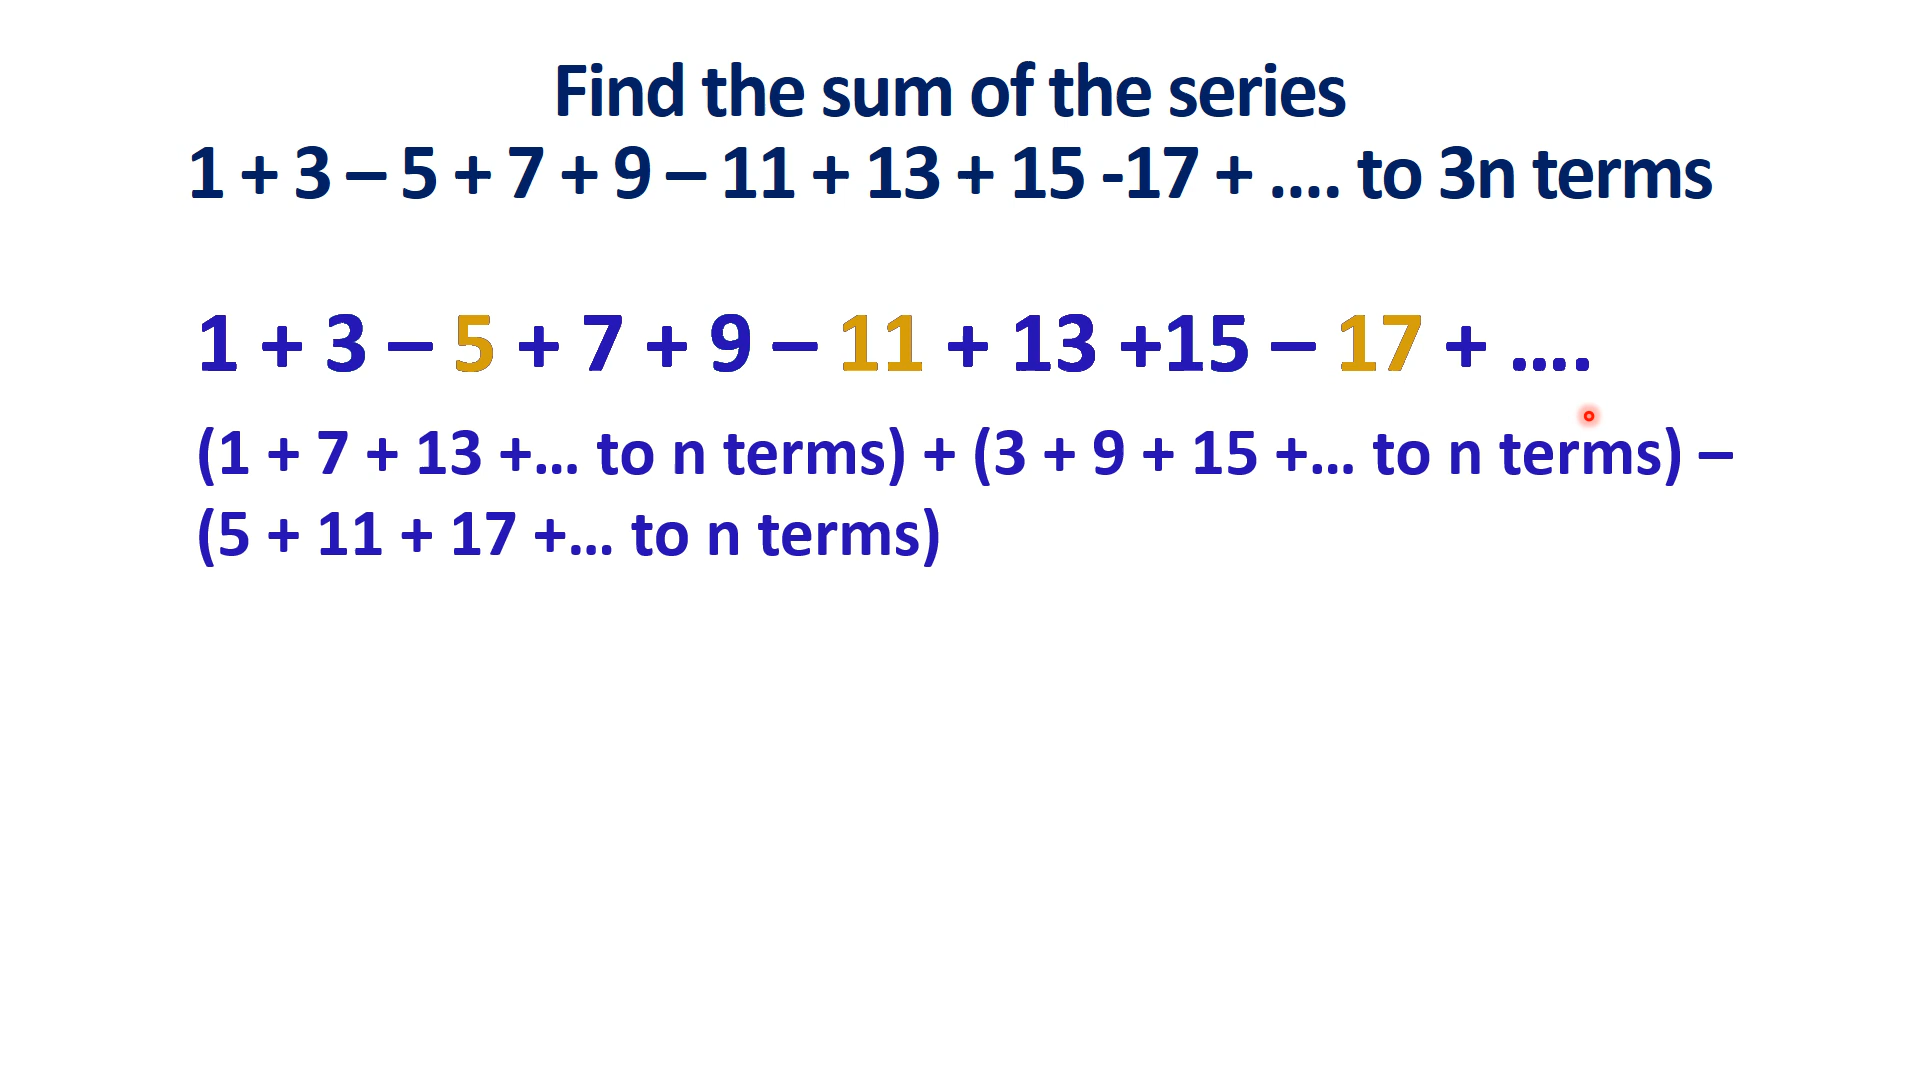 Find the sum of the series
1 + 3 – 5 + 7 + 9 – 11 + 13 + 15 -17 + .... to 3n terms
1 + 3 – 5 + 7 + 9 – 11 + 13 +15 – 17 + ....
(1 + 7 + 13 +... to n terms) + (3 + 9 + 15 +... to n terms) –
(5 + 11 + 17 +... to n terms)